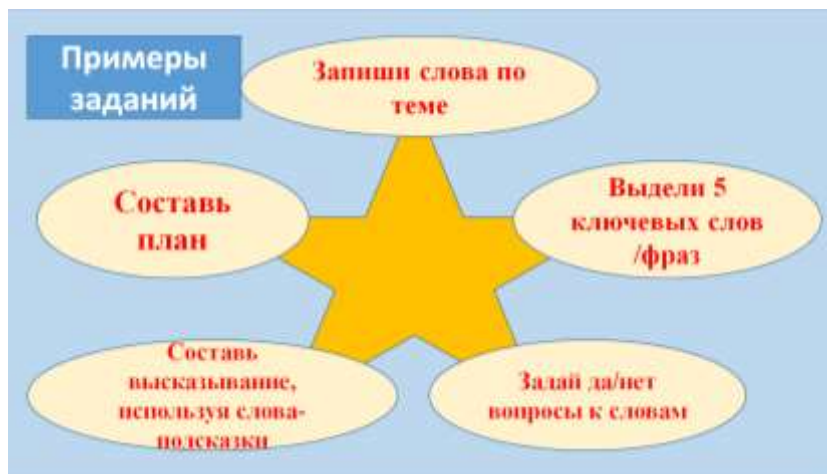 Примеры
заданий
Запиши слова по
теме
Составь
план
Выдели 5
ключевых слов
/фраз
Составь
высказывание,
используя слова-
подсказки
Задай да/нет
вопросы к словам